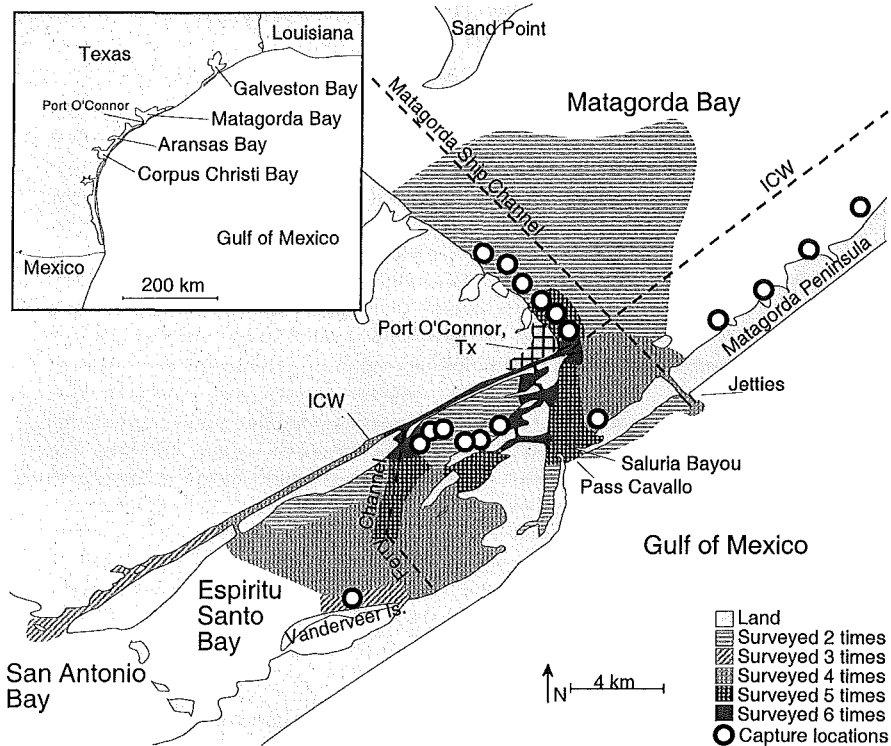 Louisiana
Texas
Galveston Bay
Port O'Connor
Matagorda Bay
Aransas Bay
Corpus Christi Bay
Gulf of Mexico
Mexico
200 km
Sand Point
Matagorda Bay
Matagorda Ship Channel
ICW
Matagorda Peninsula
Port O'Connor,
Tx
Jetties
ICW
Saluria Bayou
Pass Cavallo
Ferry Channel
Gulf of Mexico
Espiritu
Santo
Bay
Vanderveer Is.
San Antonio
Bay
N
4 km
Land
Surveyed 2 times
Surveyed 3 times
Surveyed 4 times
Surveyed 5 times
Surveyed 6 times
Capture locations